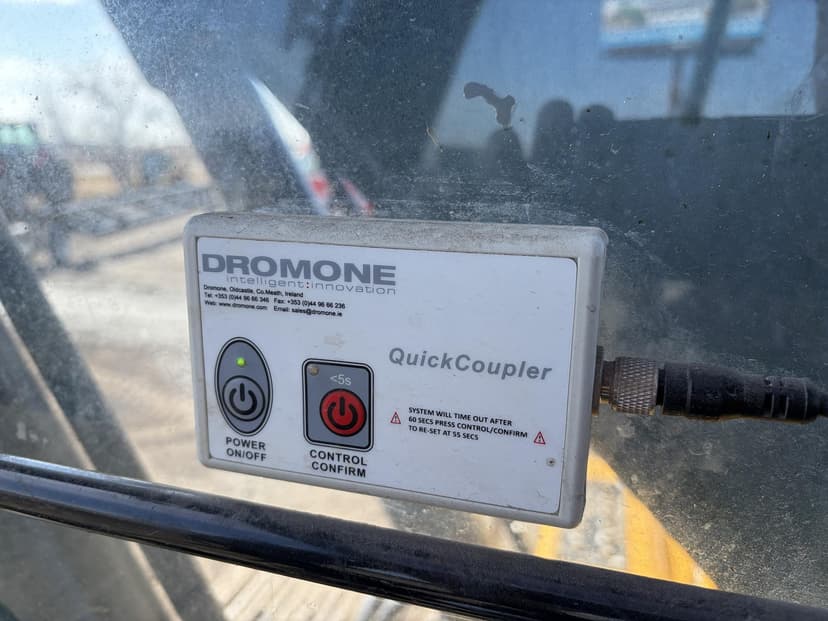 DROMONE
intelligent:innovation
Dromone, Oldcastle, Co.Meath, Ireland
Tel: +353 (0)44 96 66 346 Fax: +353 (0)44 96 66 236
Web: www.dromone.com Email: sales@dromone.ie
QuickCoupler
<5s
POWER
ON/OFF
CONTROL
CONFIRM
SYSTEM WILL TIME OUT AFTER
60 SECS PRESS CONTROL/CONFIRM
TO RE-SET AT 55 SECS